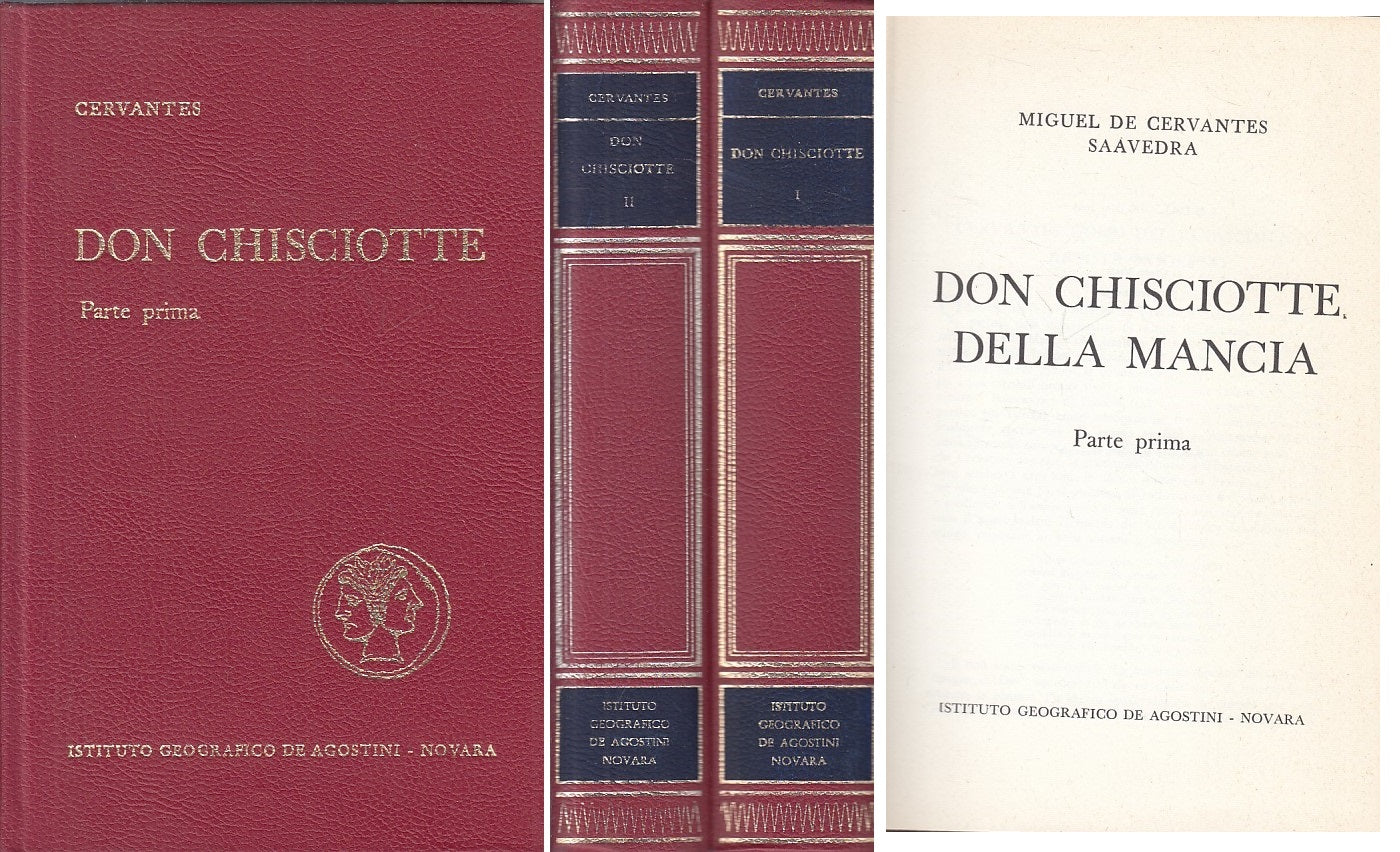 CERVANTES
DON CHISCIOTTE
Parte prima
ISTITUTO GEOGRAFICO DE AGOSTINI - NOVARA
CERVANTES
DON
CHISCIOTTE
II
ISTITUTO
GEOGRAFICO
DE AGOSTINI
NOVARA
CERVANTES
DON CHISCIOTTE
I
ISTITUTO
GEOGRAFICO
DE AGOSTINI
NOVARA
MIGUEL DE CERVANTES
SAAVEDRA
DON CHISCIOTTE
DELLA MANCIA
Parte prima
ISTITUTO GEOGRAFICO DE AGOSTINI - NOVARA